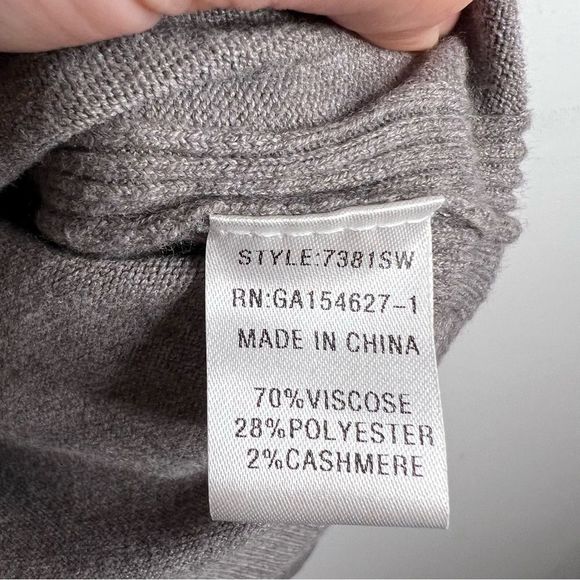 STYLE:7381SW
RN:GA154627-1
MADE IN CHINA
70%VISCOSE
28%POLYESTER
2%CASHMERE